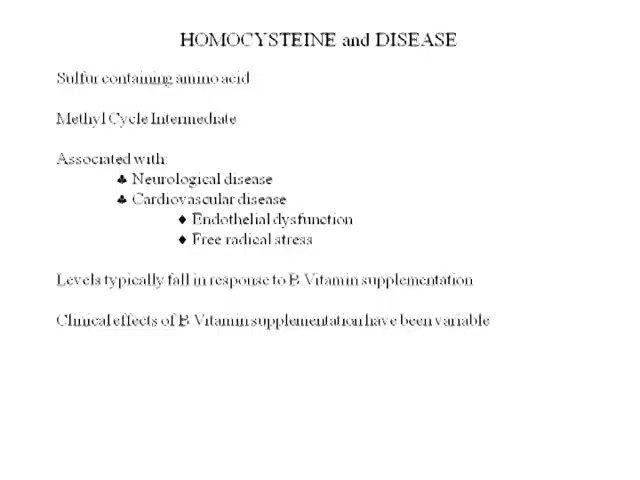 HOMOCYSTEINE and DISEASE
Sulfur containing amino acid
Methyl Cycle Intermediate
Associated with:
♣ Neurological disease
♣ Cardiovascular disease
♦ Endothelial dysfunction
♦ Free radical stress
Levels typically fall in response to B Vitamin supplementation
Clinical effects of B Vitamin supplementation have been variable